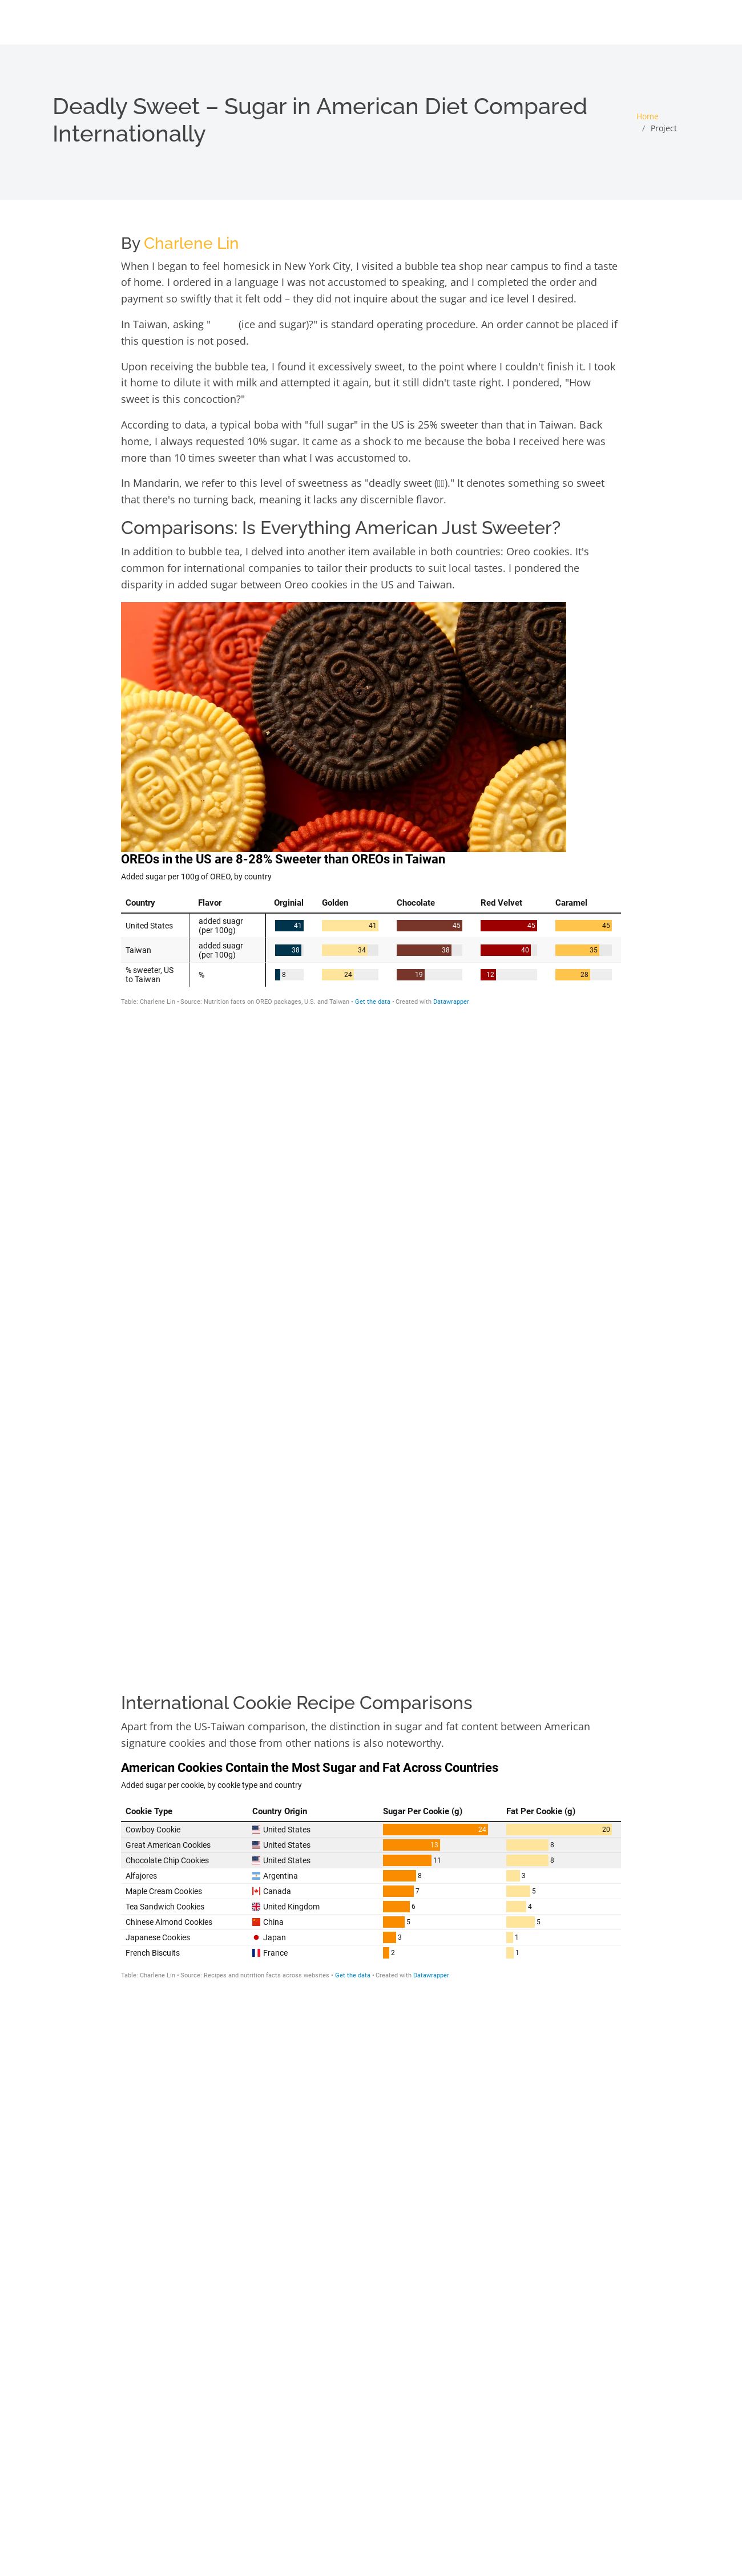 Deadly Sweet – Sugar in American Diet Compared
Internationally
Home
/ Project
By Charlene Lin
When I began to feel homesick in New York City, I visited a bubble tea shop near campus to find a taste
of home. I ordered in a language I was not accustomed to speaking, and I completed the order and
payment so swiftly that it felt odd – they did not inquire about the sugar and ice level I desired.
In Taiwan, asking " (ice and sugar)?" is standard operating procedure. An order cannot be placed if
this question is not posed.
Upon receiving the bubble tea, I found it excessively sweet, to the point where I couldn't finish it. I took
it home to dilute it with milk and attempted it again, but it still didn't taste right. I pondered, "How
sweet is this concoction?"
According to data, a typical boba with "full sugar" in the US is 25% sweeter than that in Taiwan. Back
home, I always requested 10% sugar. It came as a shock to me because the boba I received here was
more than 10 times sweeter than what I was accustomed to.
In Mandarin, we refer to this level of sweetness as "deadly sweet ()." It denotes something so sweet
that there's no turning back, meaning it lacks any discernible flavor.
Comparisons: Is Everything American Just Sweeter?
In addition to bubble tea, I delved into another item available in both countries: Oreo cookies. It's
common for international companies to tailor their products to suit local tastes. I pondered the
disparity in added sugar between Oreo cookies in the US and Taiwan.
OREO
OREOs in the US are 8-28% Sweeter than OREOs in Taiwan
Added sugar per 100g of OREO, by country
Country Flavor Orginial Golden Chocolate Red Velvet Caramel
United States added suagr (per 100g) 41 41 45 45 45
Taiwan added suagr (per 100g) 38 34 38 40 35
% sweeter, US to Taiwan % 8 24 19 12 28
Table: Charlene Lin • Source: Nutrition facts on OREO packages, U.S. and Taiwan • Get the data • Created with Datawrapper
International Cookie Recipe Comparisons
Apart from the US-Taiwan comparison, the distinction in sugar and fat content between American
signature cookies and those from other nations is also noteworthy.
American Cookies Contain the Most Sugar and Fat Across Countries
Added sugar per cookie, by cookie type and country
Cookie Type Country Origin Sugar Per Cookie (g) Fat Per Cookie (g)
Cowboy Cookie United States 24 20
Great American Cookies United States 13 8
Chocolate Chip Cookies United States 11 8
Alfajores Argentina 8 3
Maple Cream Cookies Canada 7 5
Tea Sandwich Cookies United Kingdom 6 4
Chinese Almond Cookies China 5 5
Japanese Cookies Japan 3 1
French Biscuits France 2 1
Table: Charlene Lin • Source: Recipes and nutrition facts across websites • Get the data • Created with Datawrapper